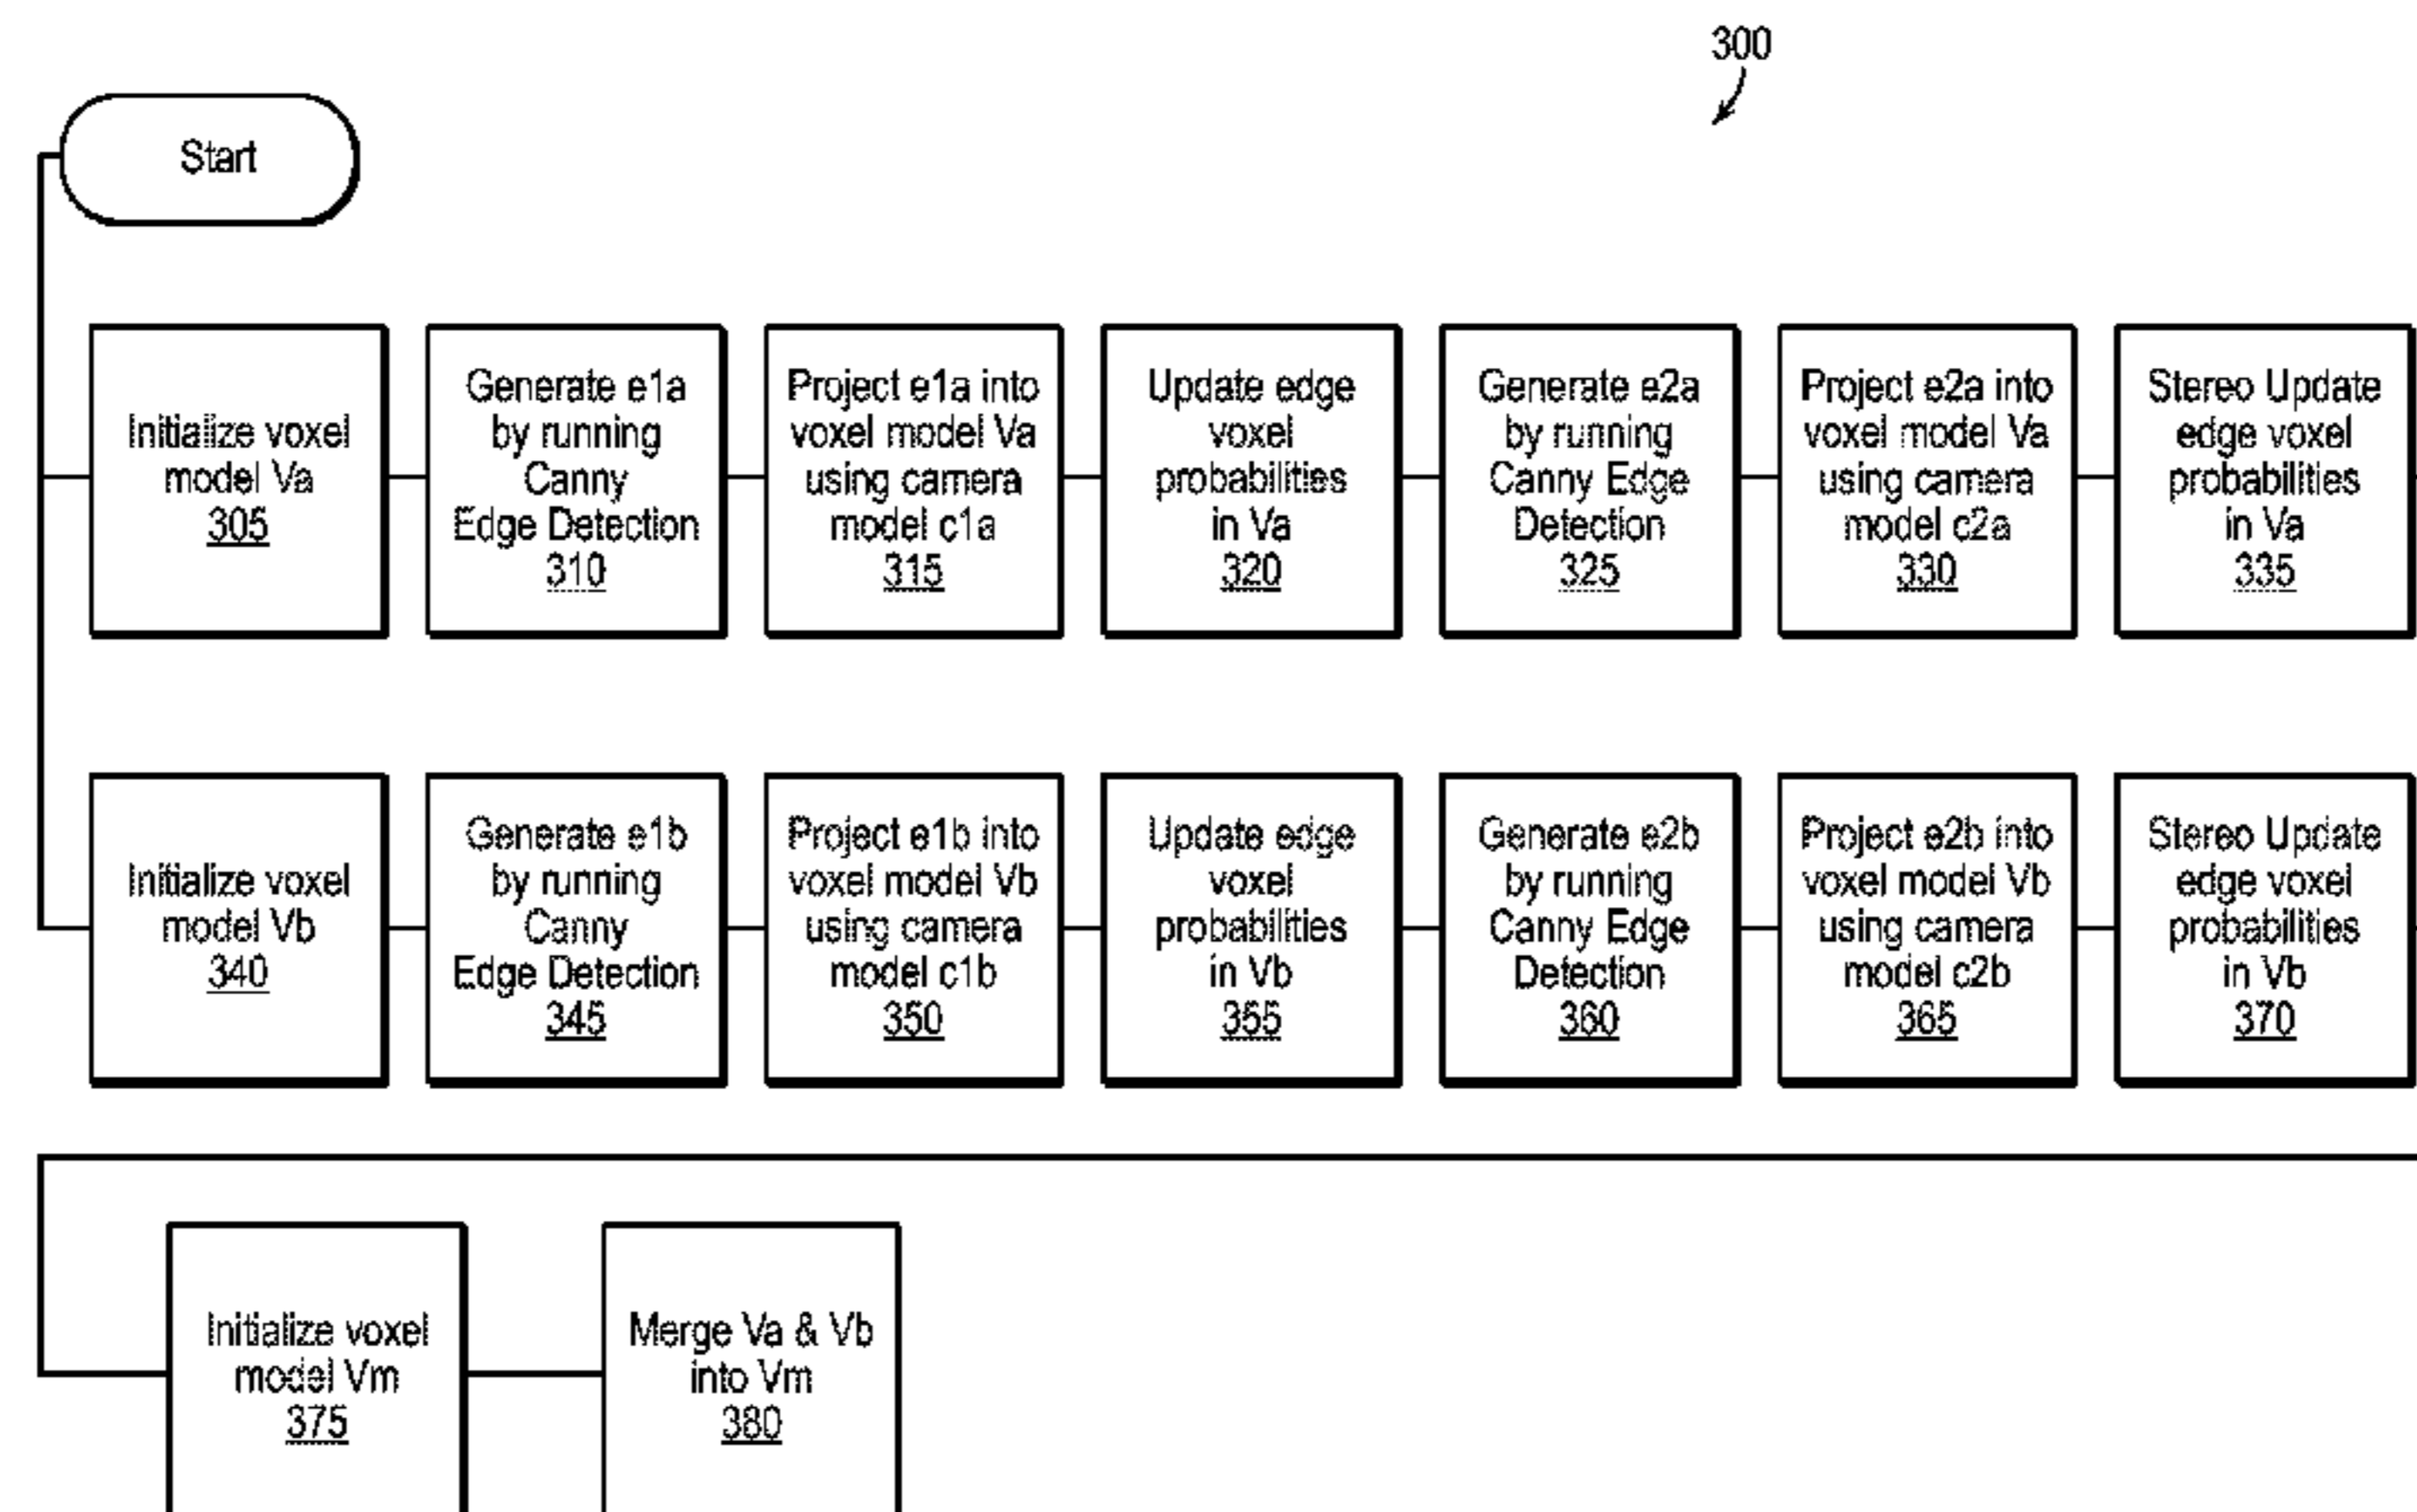 300
Start
Initialize voxel
model Va
305
Generate e1a
by running
Canny
Edge Detection
310
Project e1a into
voxel model Va
using camera
model c1a
315
Update edge
voxel
probabilities
in Va
320
Generate e2a
by running
Canny Edge
Detection
325
Project e2a into
voxel model Va
using camera
model c2a
330
Stereo Update
edge voxel
probabilities
in Va
335
Initialize voxel
model Vb
340
Generate e1b
by running
Canny
Edge Detection
345
Project e1b into
voxel model Vb
using camera
model c1b
350
Update edge
voxel
probabilities
in Vb
355
Generate e2b
by running
Canny Edge
Detection
360
Project e2b into
voxel model Vb
using camera
model c2b
365
Stereo Update
edge voxel
probabilities
in Vb
370
Initialize voxel
model Vm
375
Merge Va & Vb
into Vm
380